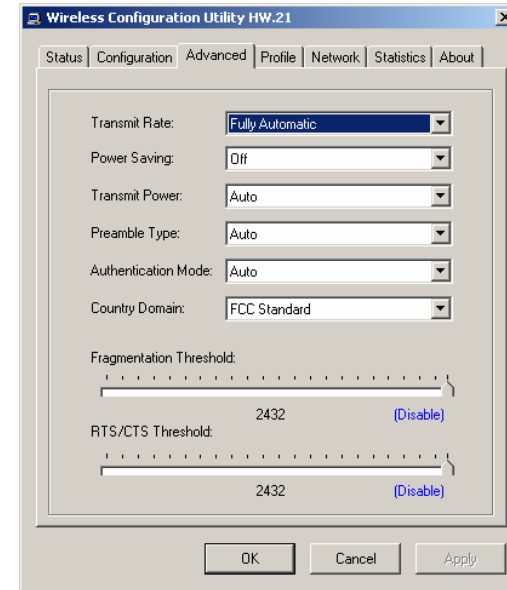 Wireless Configuration Utility HW.21
Status Configuration Advanced Profile Network Statistics About
Transmit Rate: Fully Automatic
Power Saving: Off
Transmit Power: Auto
Preamble Type: Auto
Authentication Mode: Auto
Country Domain: FCC Standard
Fragmentation Threshold:
2432 (Disable)
RTS/CTS Threshold:
2432 (Disable)
OK Cancel Apply